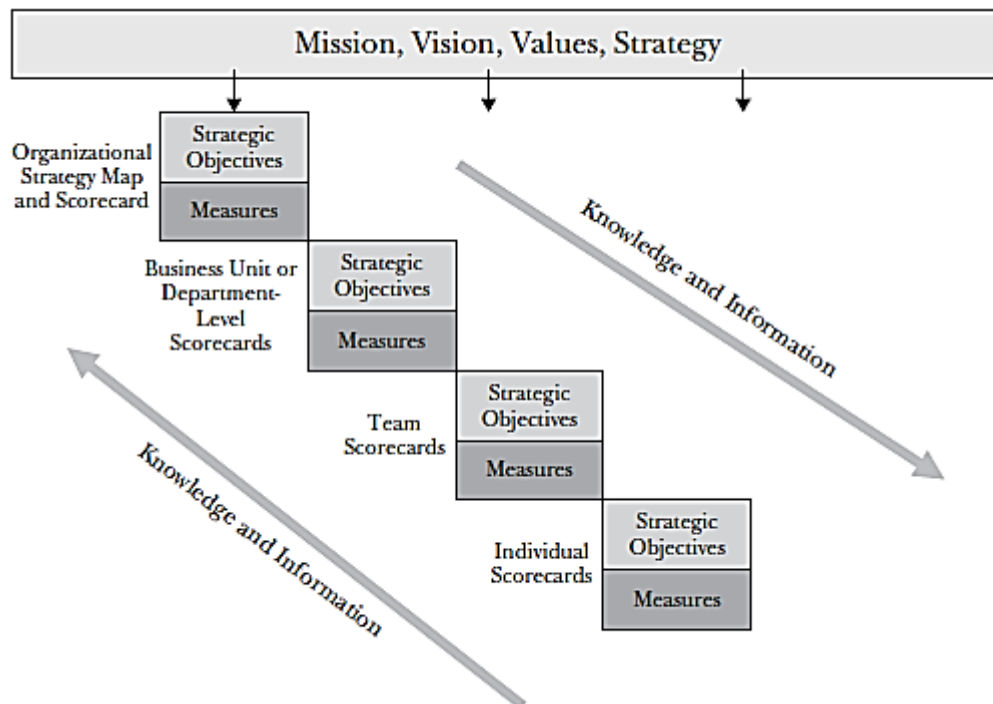 Mission, Vision, Values, Strategy
Organizational
Strategy Map
and Scorecard
Strategic
Objectives
Measures
Knowledge and Information
Business Unit or
Department-
Level
Scorecards
Strategic
Objectives
Measures
Team
Scorecards
Strategic
Objectives
Measures
Knowledge and Information
Individual
Scorecards
Strategic
Objectives
Measures